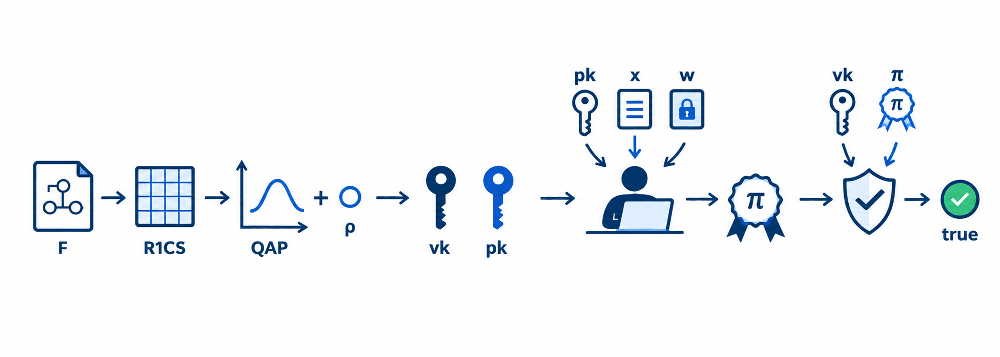 pk x w
vk π
π
L
π
ρ
true
F R1CS QAP vk pk